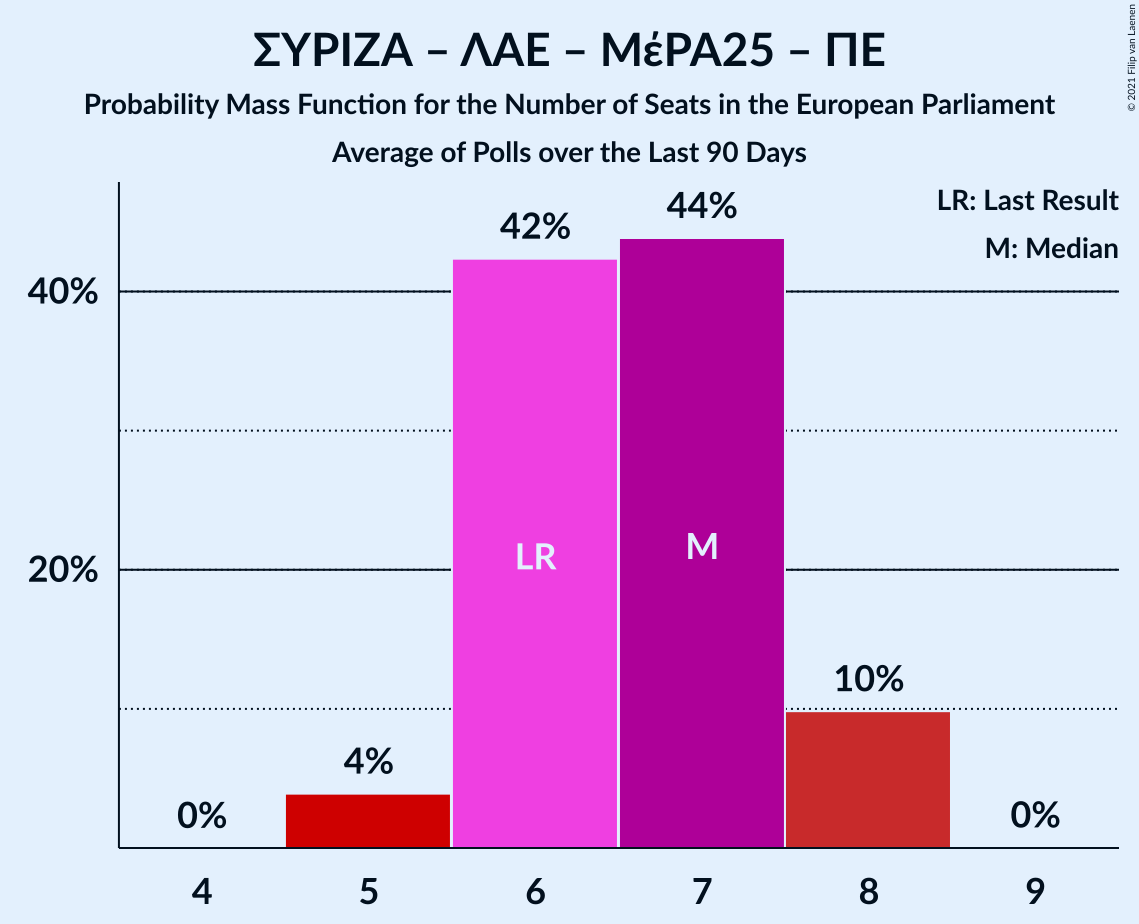 ΣΥΡΙΖΑ – ΛΑΕ – ΜέΡΑ25 – ΠΕ
Probability Mass Function for the Number of Seats in the European Parliament
Average of Polls over the Last 90 Days
© 2021 Filip van Laenen
LR: Last Result
M: Median
44%
42%
40%
LR
M
20%
10%
4%
0%
0%
4 5 6 7 8 9